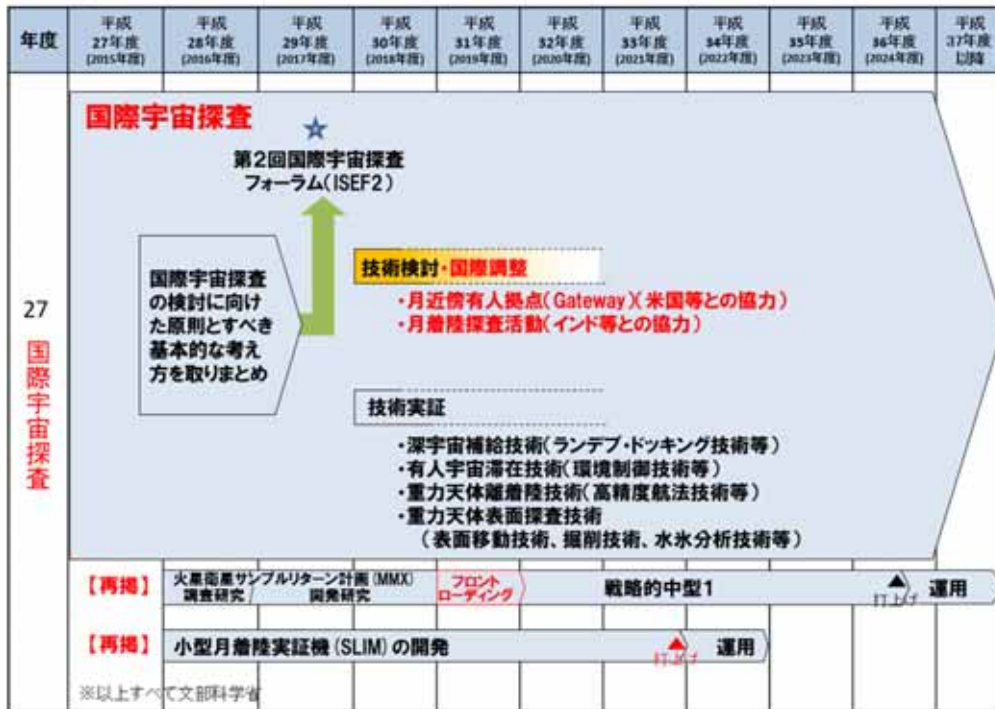 年度
平成
27年度
(2015年度)
平成
28年度
(2016年度)
平成
29年度
(2017年度)
平成
30年度
(2018年度)
平成
31年度
(2019年度)
平成
32年度
(2020年度)
平成
33年度
(2021年度)
平成
34年度
(2022年度)
平成
35年度
(2023年度)
平成
36年度
(2024年度)
平成
37年度
以降
27 国際宇宙探査
国際宇宙探査
第2回国際宇宙探査
フォーラム(ISEF2)
国際宇宙探査
の検討に向け
た原則とすべき
基本的な考え
方を取りまとめ
技術検討・国際調整
・月近傍有人拠点(Gateway)(米国等との協力)
・月着陸探査活動(インド等との協力)
技術実証
・深宇宙補給技術(ランデブ・ドッキング技術等)
・有人宇宙滞在技術(環境制御技術等)
・重力天体離着陸技術(高精度航法技術等)
・重力天体表面探査技術
(表面移動技術、掘削技術、水氷分析技術等)
【再掲】
火星衛星サンプルリターン計画(MMX)
調査研究/ 開発研究
フロント
ローディング
戦略的中型1
打上げ
運用
【再掲】
小型月着陸実証機(SLIM)の開発
打上げ
運用
※以上すべて文部科学省